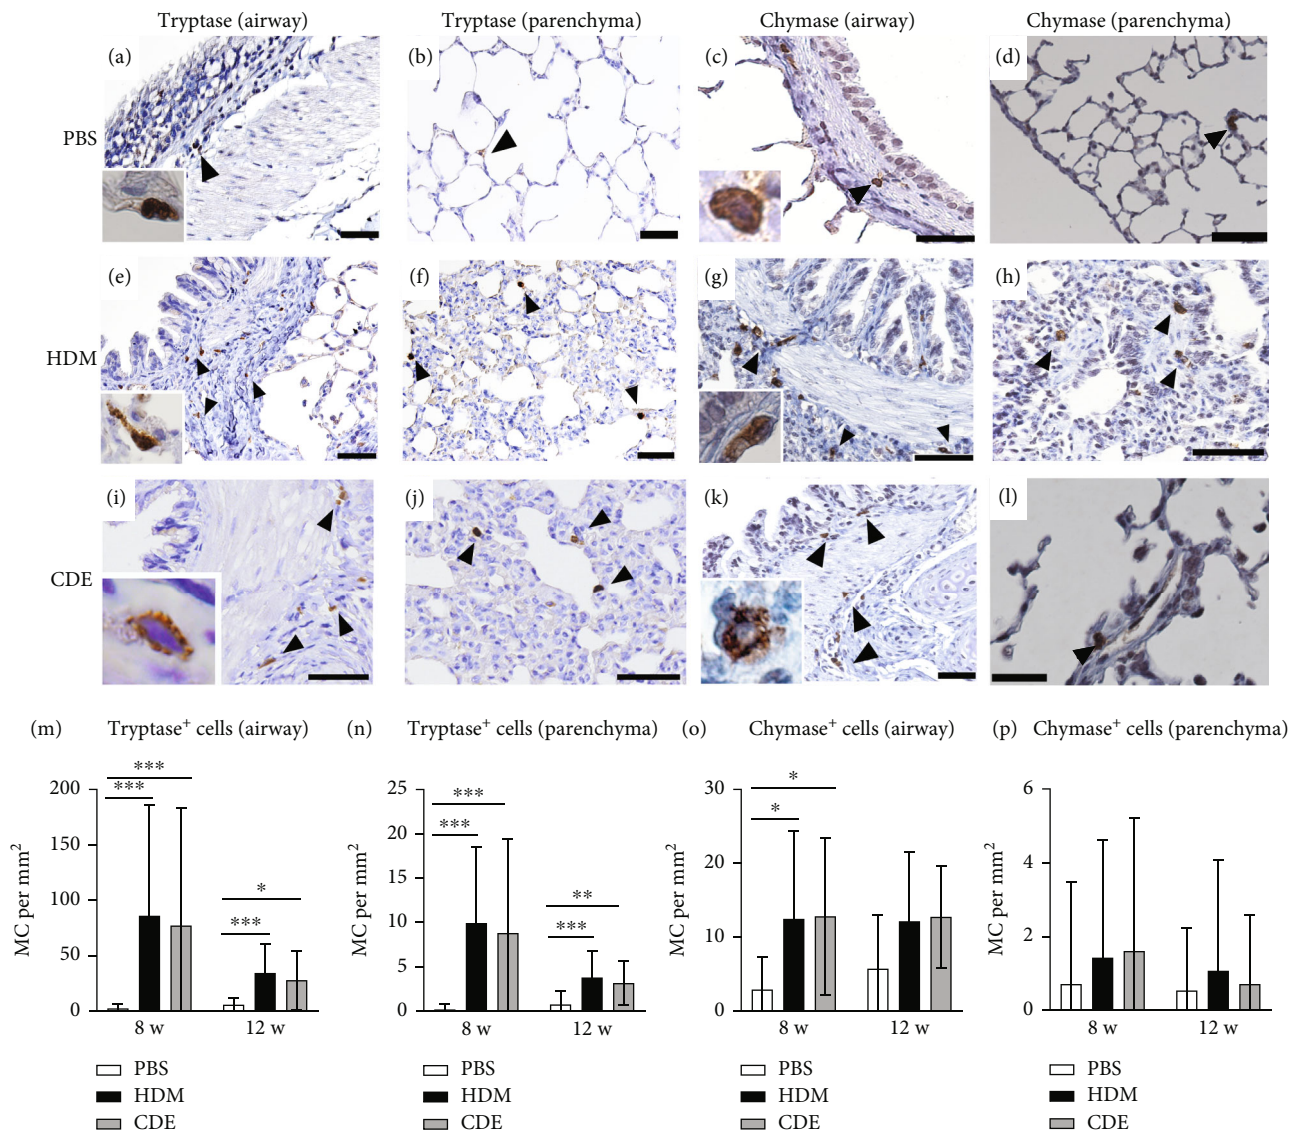 Tryptase (airway) Tryptase (parenchyma) Chymase (airway) Chymase (parenchyma)
PBS (a) (b) (c) (d)
HDM (e) (f) (g) (h)
CDE (i) (j) (k) (l)
(m) Tryptase+ cells (airway)
MC per mm2
200
150
100
50
0
*** ***
* ***
8 w 12 w
PBS
HDM
CDE
(n) Tryptase+ cells (parenchyma)
MC per mm2
25
20
15
10
5
0
*** ***
** ***
8 w 12 w
PBS
HDM
CDE
(o) Chymase+ cells (airway)
MC per mm2
30
20
10
0
* *
8 w 12 w
PBS
HDM
CDE
(p) Chymase+ cells (parenchyma)
MC per mm2
6
4
2
0
8 w 12 w
PBS
HDM
CDE